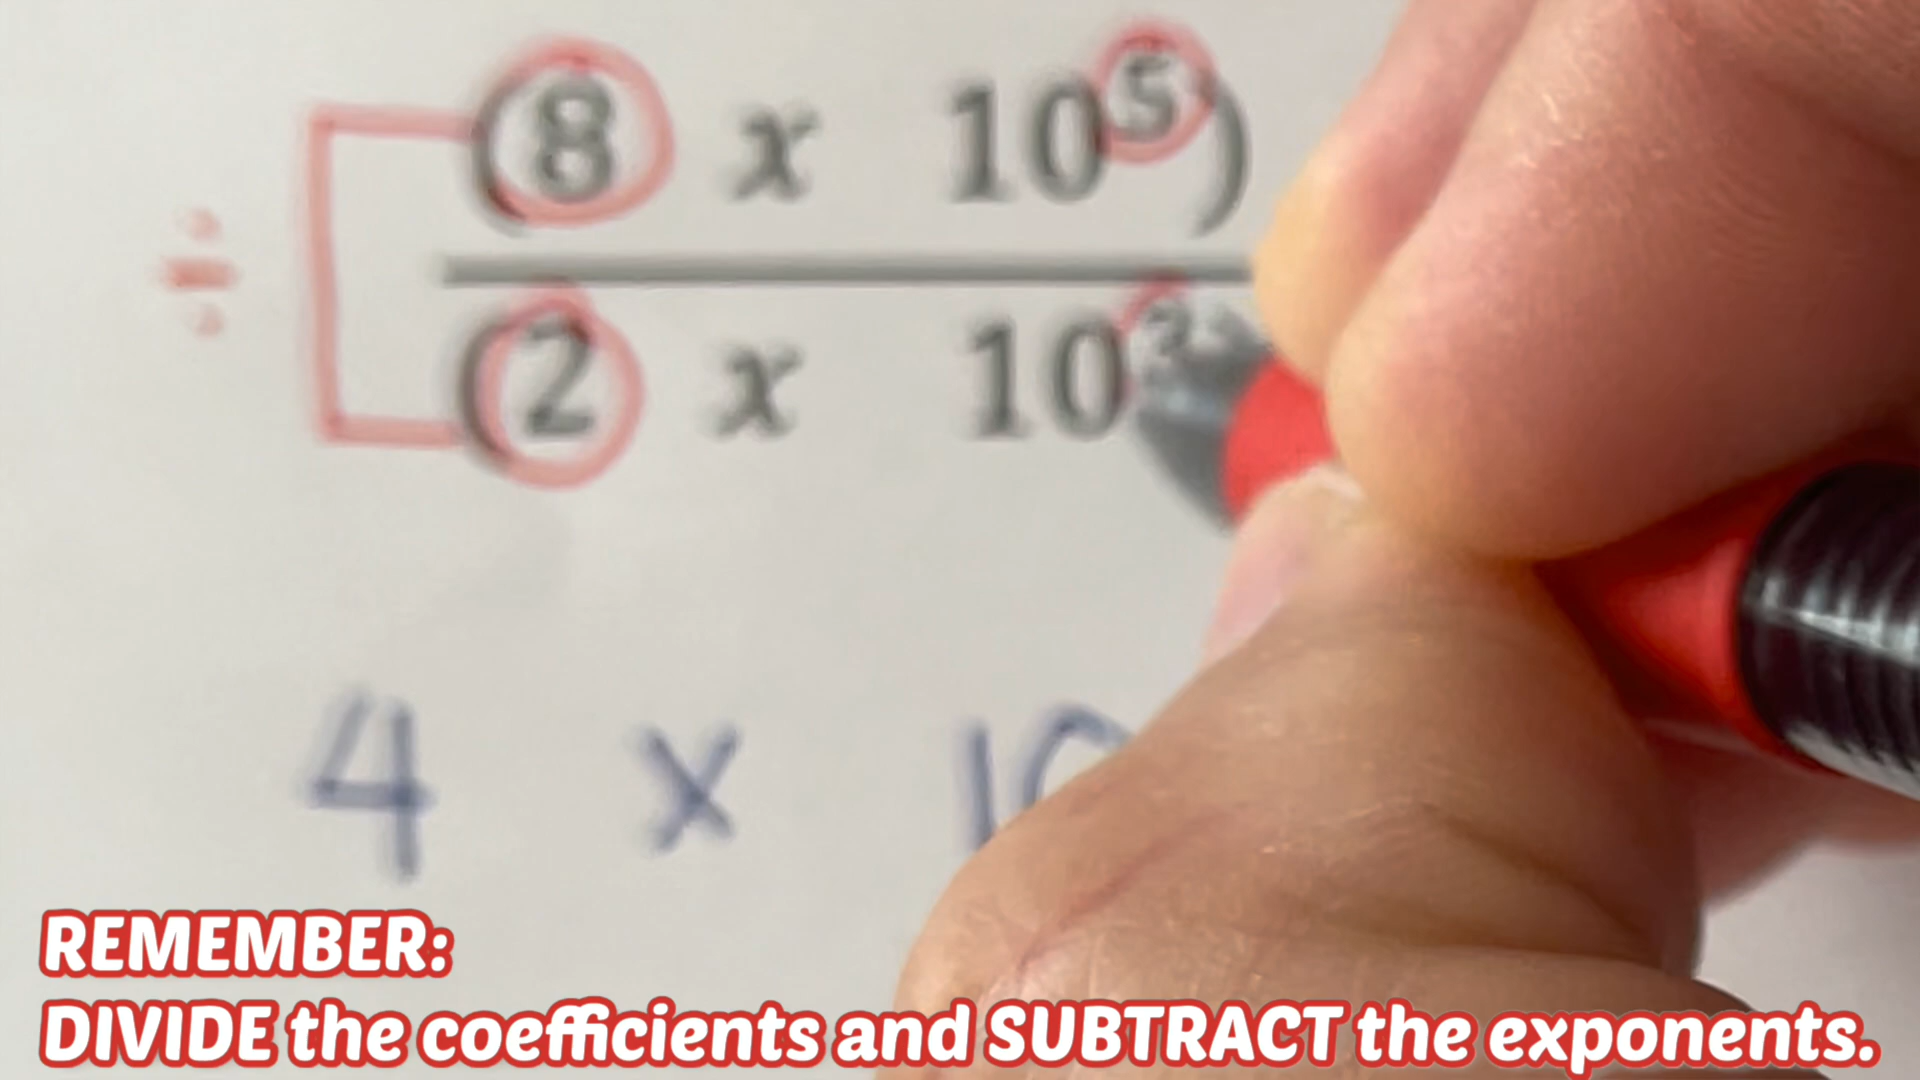 (8 x 10⁵)
÷
(2 x 10³
4 x 10
REMEMBER:
DIVIDE the coefficients and SUBTRACT the exponents.